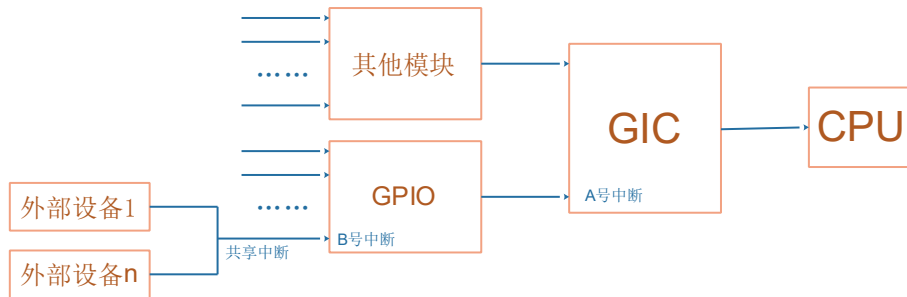 ……
其他模块
GIC
CPU
A号中断
……
GPIO
B号中断
外部设备1
共享中断
外部设备n